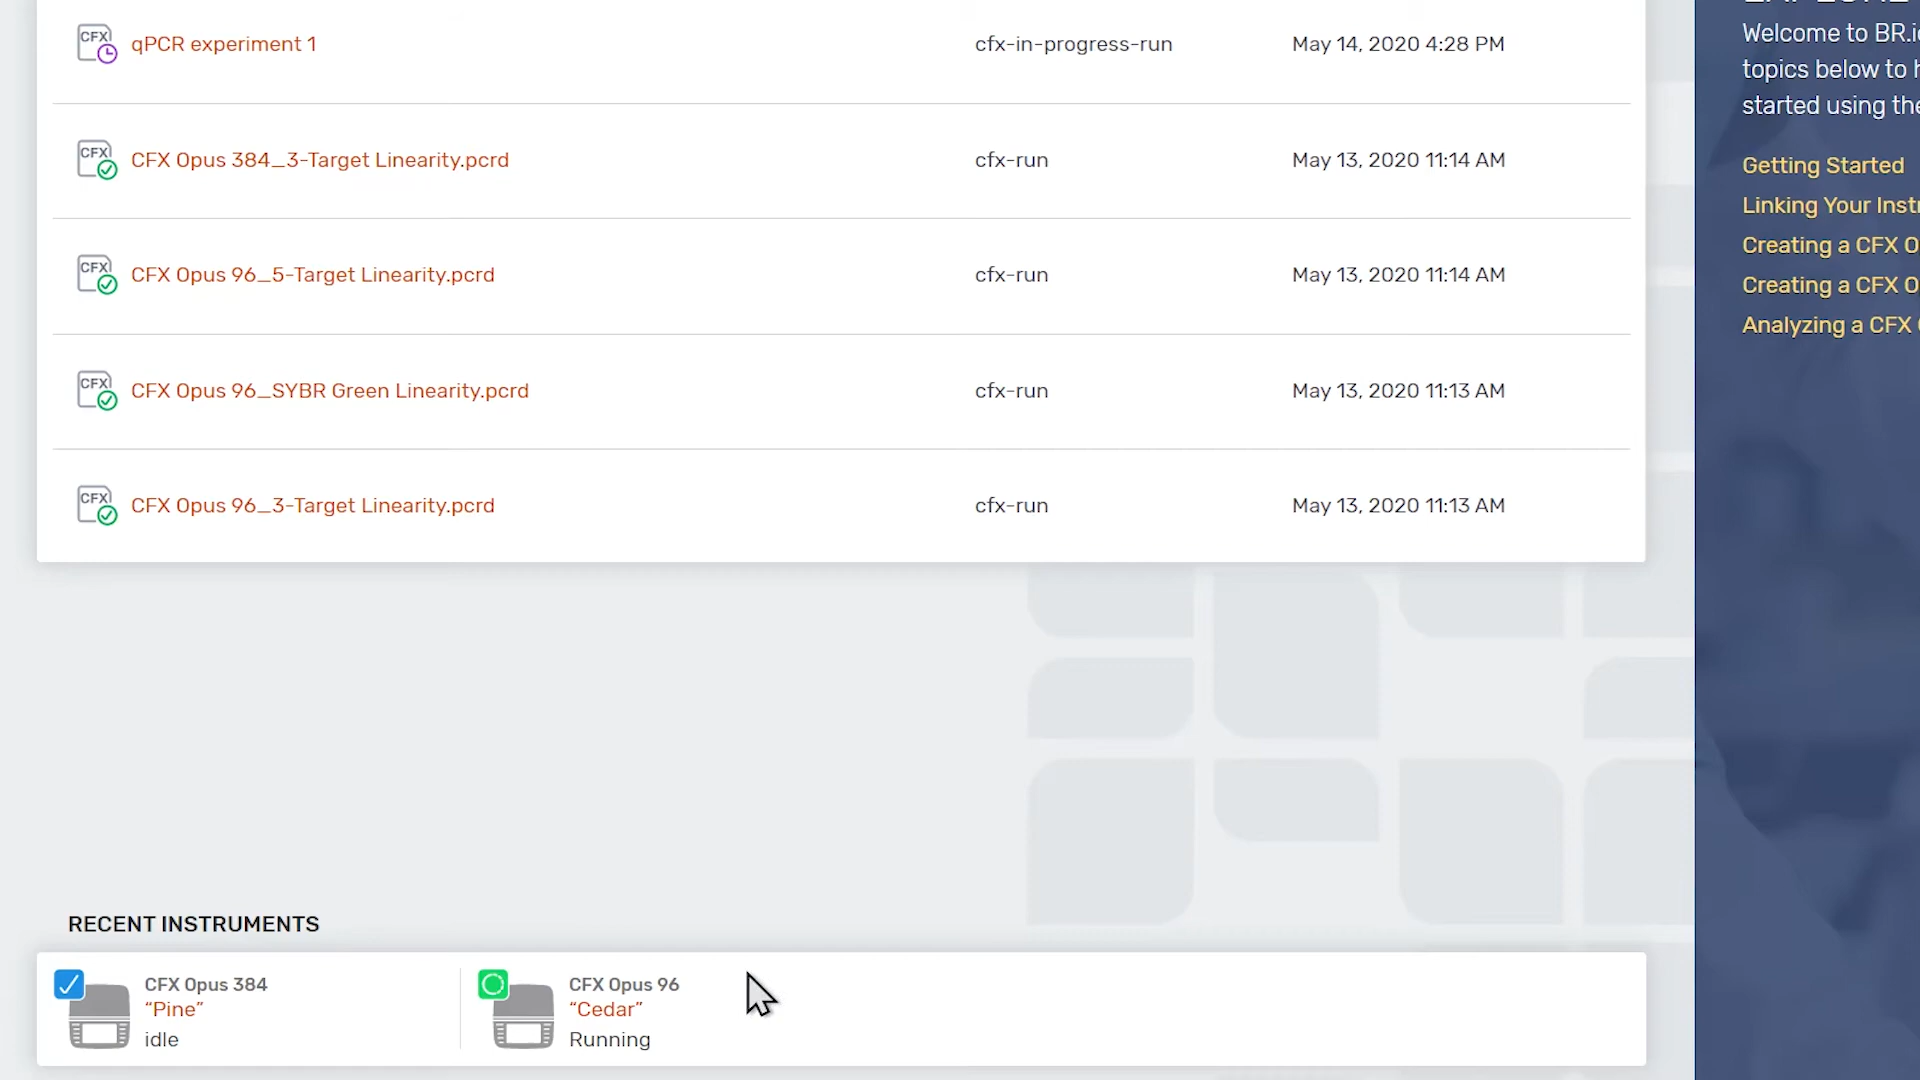 CFX
qPCR experiment 1 cfx-in-progress-run May 14, 2020 4:28 PM
CFX
CFX Opus 384_3-Target Linearity.pcrd cfx-run May 13, 2020 11:14 AM
CFX
CFX Opus 96_5-Target Linearity.pcrd cfx-run May 13, 2020 11:14 AM
CFX
CFX Opus 96_SYBR Green Linearity.pcrd cfx-run May 13, 2020 11:13 AM
CFX
CFX Opus 96_3-Target Linearity.pcrd cfx-run May 13, 2020 11:13 AM
RECENT INSTRUMENTS
CFX Opus 384
“Pine”
idle
CFX Opus 96
“Cedar”
Running
Welcome to BR.i
topics below to
started using the
Getting Started
Linking Your Inst
Creating a CFX O
Creating a CFX O
Analyzing a CFX